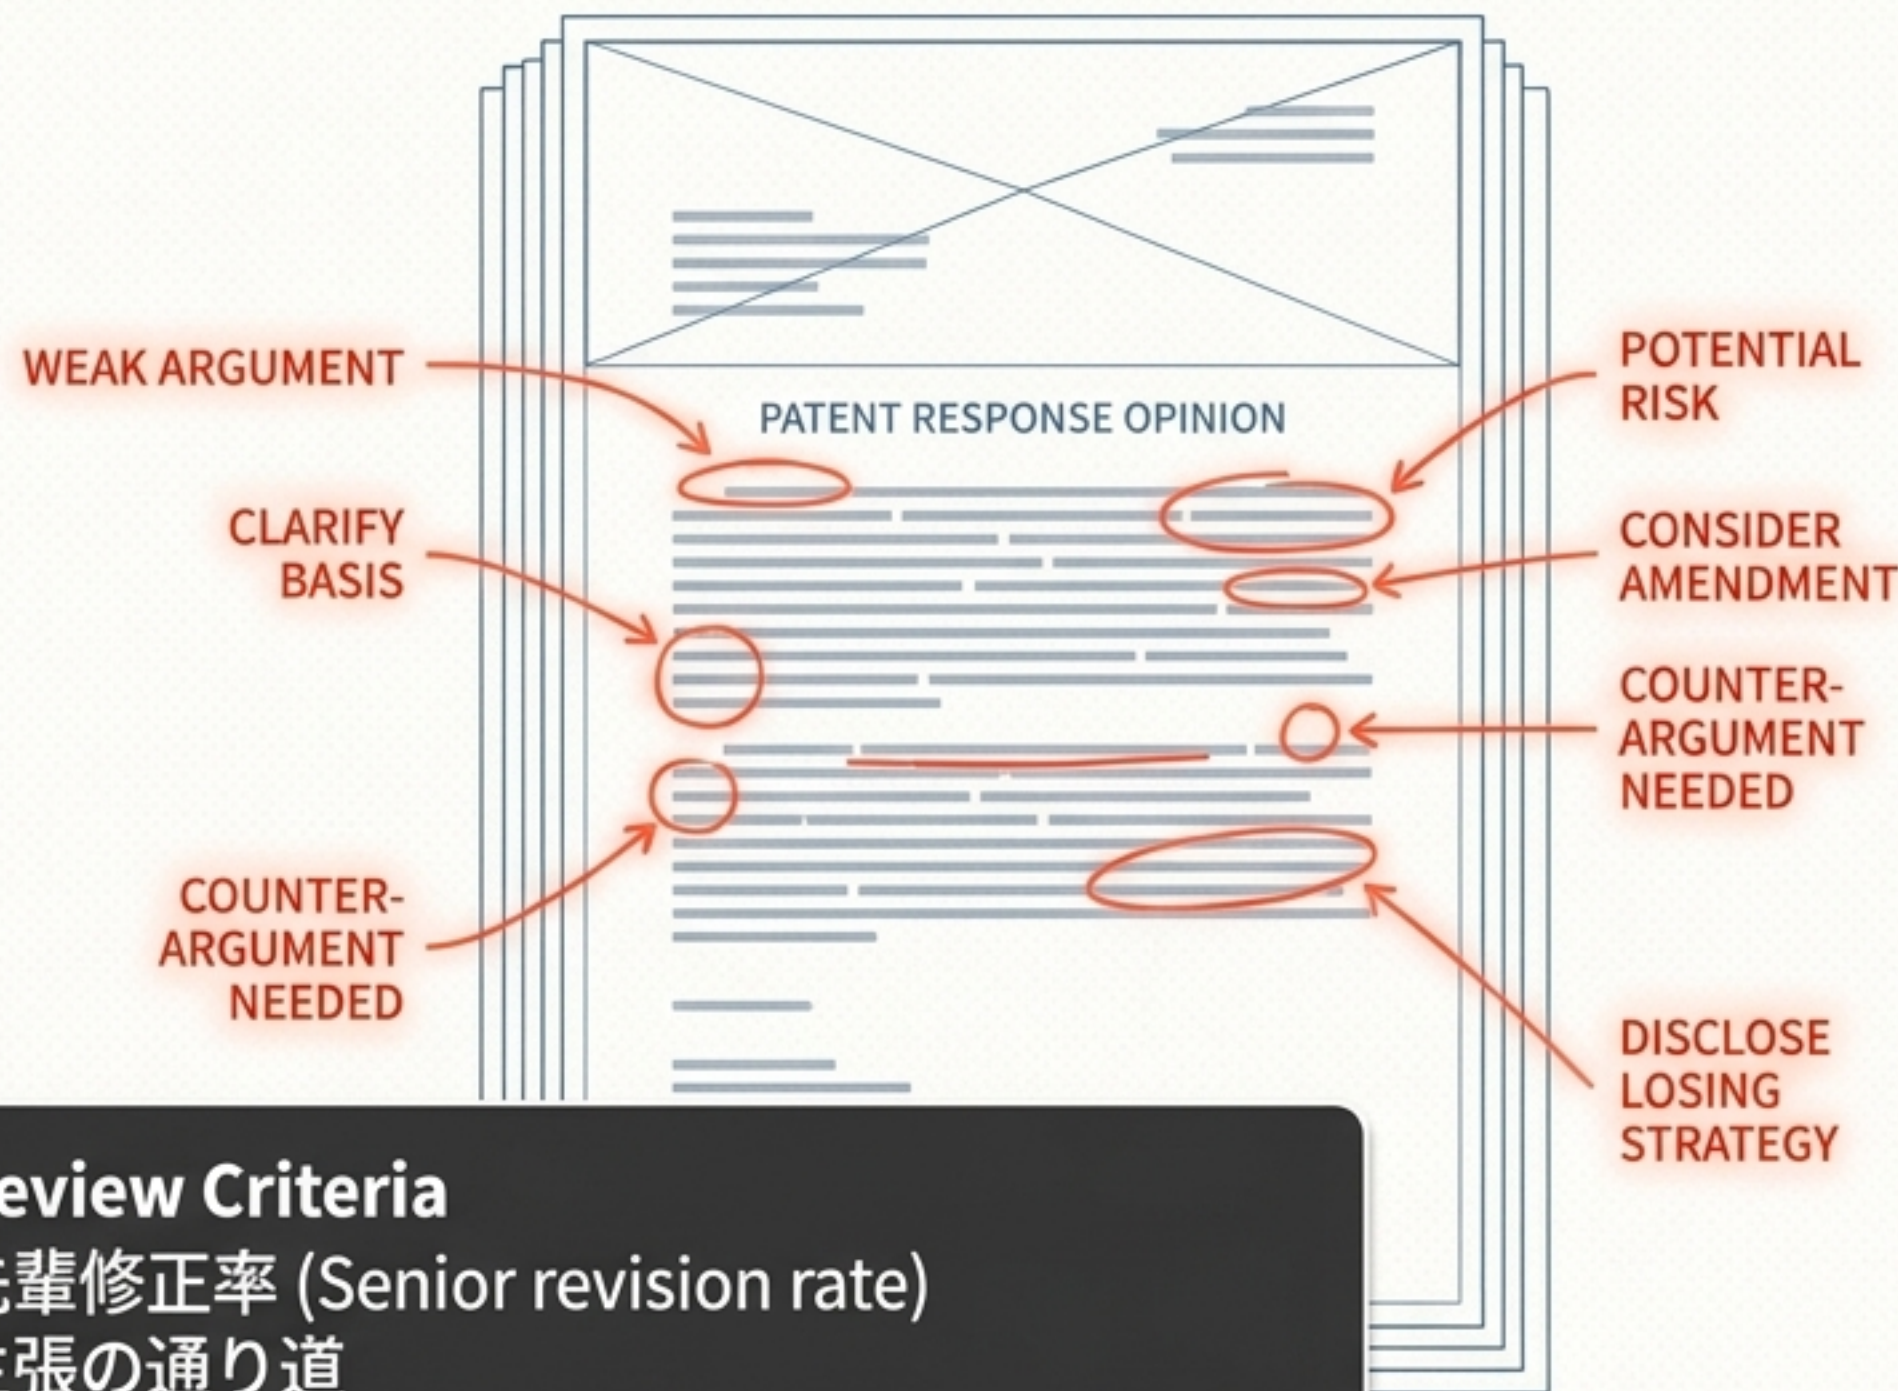 WEAK ARGUMENT
CLARIFY
BASIS
COUNTER-
ARGUMENT
NEEDED
PATENT RESPONSE OPINION
POTENTIAL
RISK
CONSIDER
AMENDMENT
COUNTER-
ARGUMENT
NEEDED
DISCLOSE
LOSING
STRATEGY
eview Criteria
輩修正率 (Senior revision rate)
張の通り道